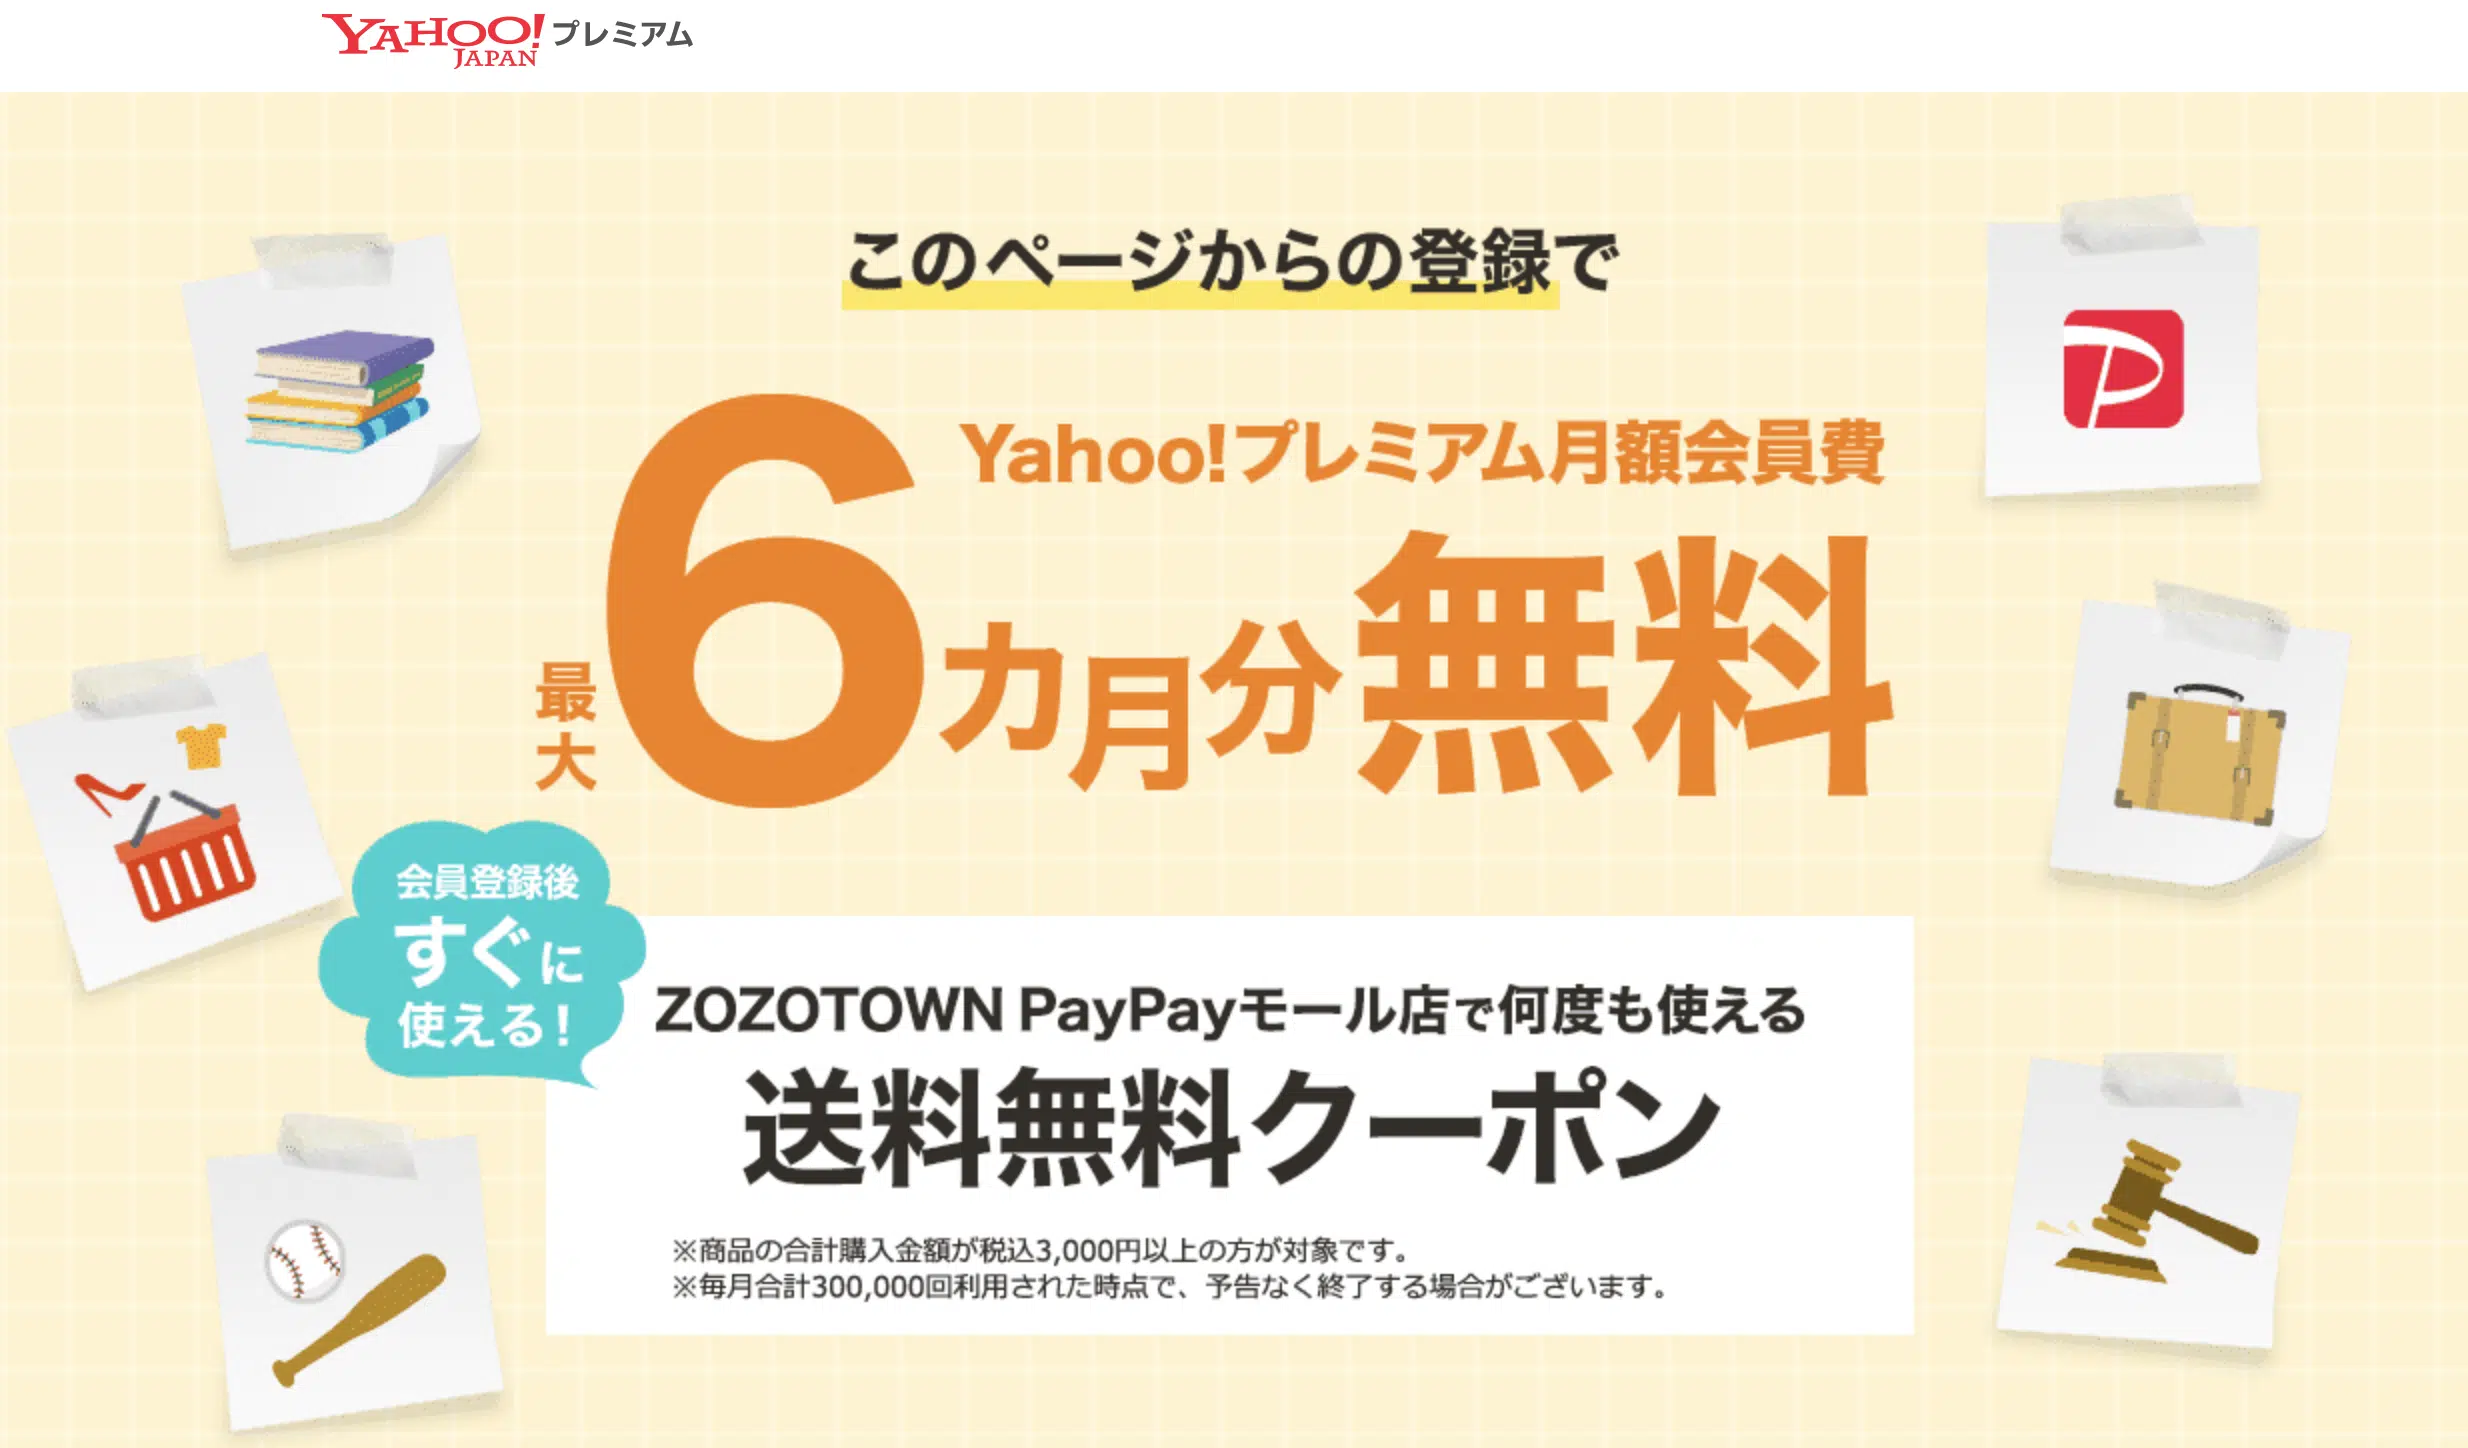 YAHOO! JAPAN プレミアム
このページからの登録で
Yahoo!プレミアム月額会員費
最大6カ月分無料
会員登録後
すぐに
使える!
ZOZOTOWN PayPayモール店で何度も使える
送料無料クーポン
※商品の合計購入金額が税込3,000円以上の方が対象です。
※毎月合計300,000回利用された時点で、予告なく終了する場合がございます。